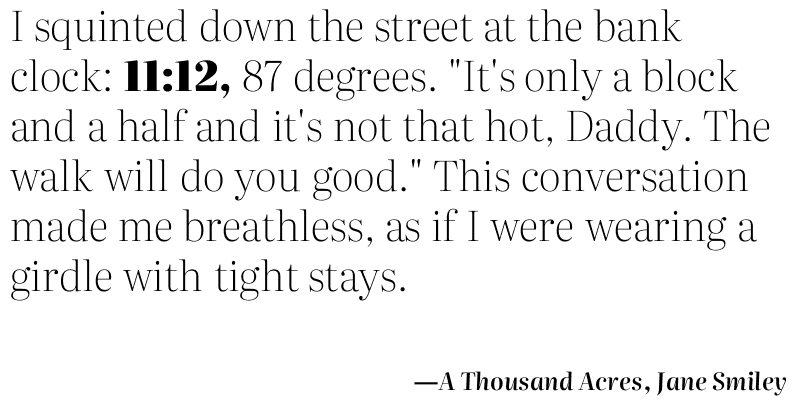 I squinted down the street at the bank
clock: 11:12, 87 degrees. "It's only a block
and a half and it's not that hot, Daddy. The
walk will do you good." This conversation
made me breathless, as if I were wearing a
girdle with tight stays.
—A Thousand Acres, Jane Smiley